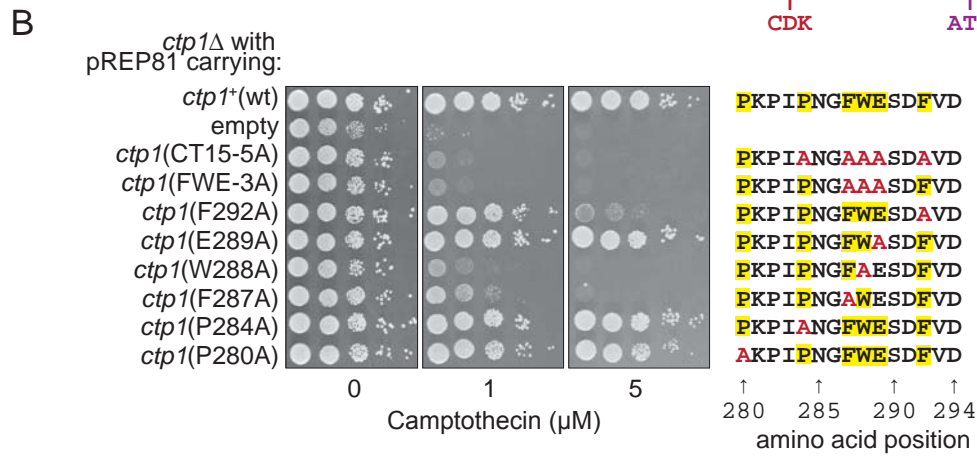 B
CDK
AT
ctp1Δ with
pREP81 carrying:
ctp1⁺(wt) PKPIPNGFWESDFVD
empty
ctp1(CT15-5A) PKPIANGAAASDAVD
ctp1(FWE-3A) PKPIPNGAAASDFVD
ctp1(F292A) PKPIPNGFWESDAVD
ctp1(E289A) PKPIPNGFWASDFVD
ctp1(W288A) PKPIPNGFAESDFVD
ctp1(F287A) PKPIPNGAWESDFVD
ctp1(P284A) PKPIANGFWESDFVD
ctp1(P280A) AKPIPNGFWESDFVD
0 1 5
↑ ↑ ↑ ↑
280 285 290 294
Camptothecin (µM)
amino acid position